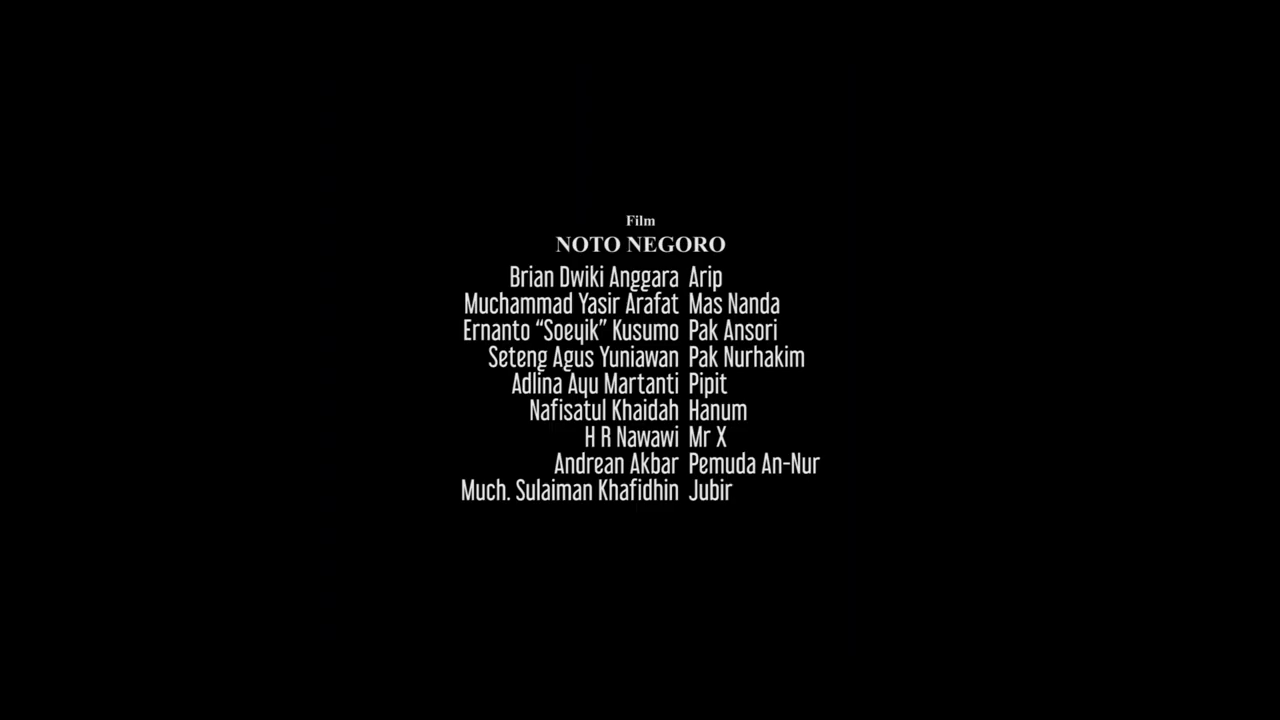 Film
NOTO NEGORO
Brian Dwiki Anggara Arip
Muchammad Yasir Arafat Mas Nanda
Ernanto “Soeyik” Kusumo Pak Ansori
Seteng Agus Yuniawan Pak Nurhakim
Adlina Ayu Martanti Pipit
Nafisatul Khaidah Hanum
H R Nawawi Mr X
Andrean Akbar Pemuda An-Nur
Much. Sulaiman Khafidhin Jubir